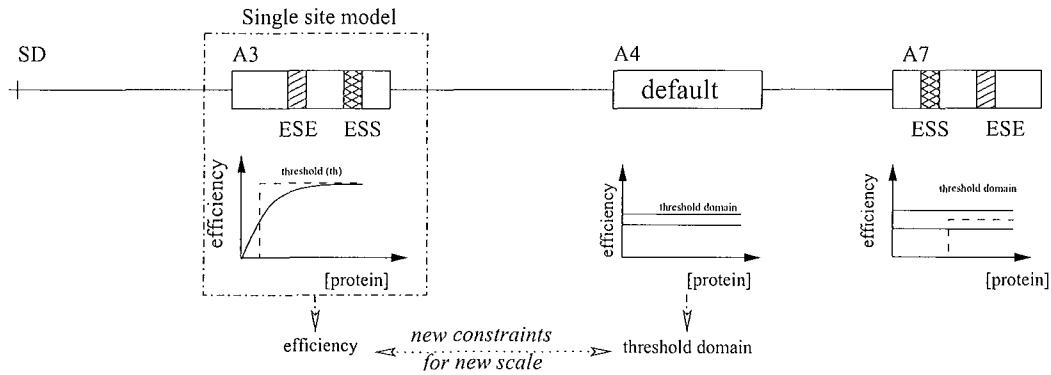 Single site model
SD
A3
A4
A7
default
ESE
ESS
ESS
ESE
efficiency
threshold (th)
[protein]
efficiency
threshold domain
[protein]
efficiency
threshold domain
[protein]
efficiency
new constraints
for new scale
threshold domain